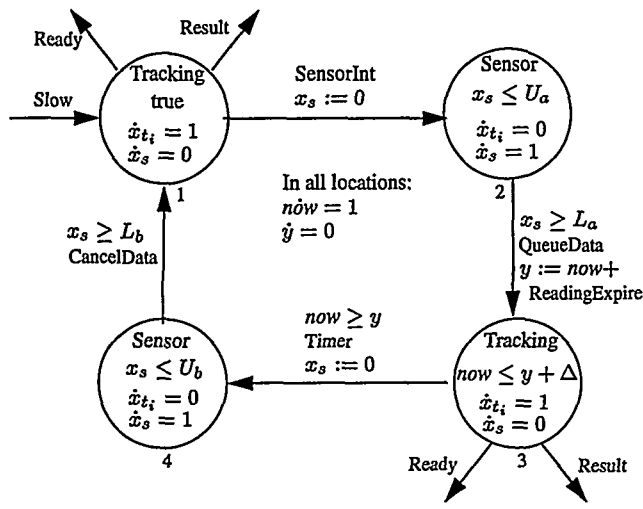 Ready
Result
Slow
Tracking
true
ẋ_{t_i} = 1
ẋ_s = 0
1
SensorInt
x_s := 0
Sensor
x_s ≤ U_a
ẋ_{t_i} = 0
ẋ_s = 1
2
In all locations:
nȯw = 1
ẏ = 0
x_s ≥ L_b
CancelData
x_s ≥ L_a
QueueData
y := now+
ReadingExpire
Sensor
x_s ≤ U_b
ẋ_{t_i} = 0
ẋ_s = 1
4
now ≥ y
Timer
x_s := 0
Tracking
now ≤ y + Δ
ẋ_{t_i} = 1
ẋ_s = 0
3
Ready
Result